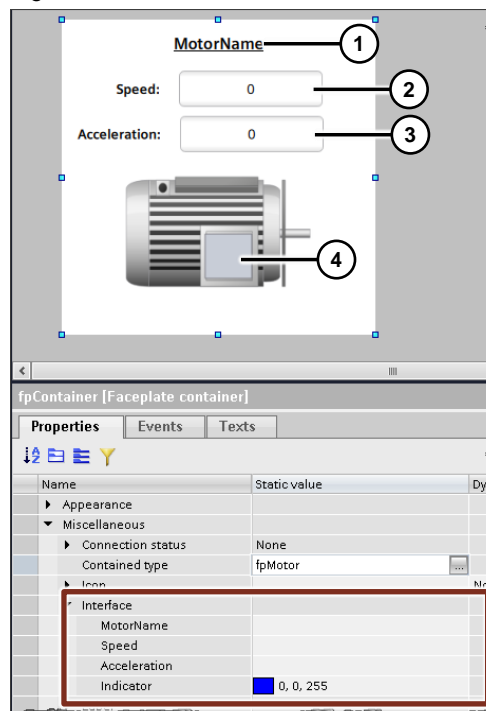 MotorName 1
Speed: 0 2
Acceleration: 0 3
4
fpContainer [Faceplate container]
Properties Events Texts
Name Static value Dy
Appearance
Miscellaneous
Connection status None
Contained type fpMotor ...
Icon
Interface
MotorName
Speed
Acceleration
Indicator 0, 0, 255